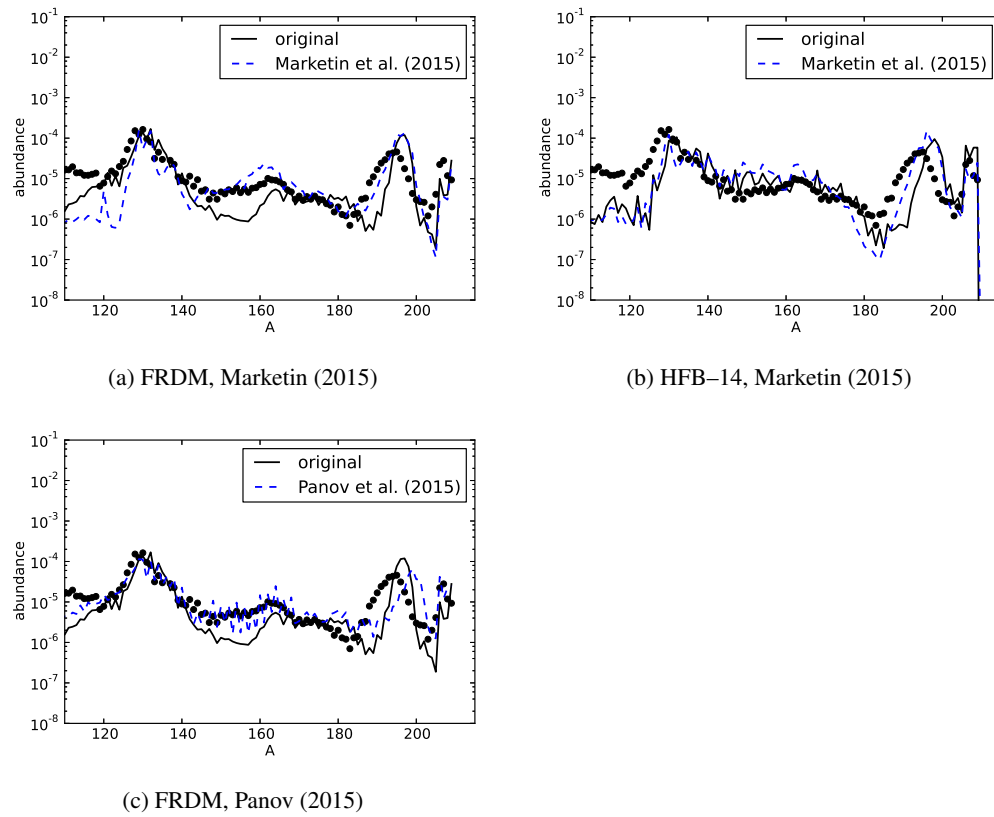 original
Marketin et al. (2015)
10^-1
10^-2
10^-3
10^-4
10^-5
10^-6
10^-7
10^-8
abundance
120 140 160 180 200
A
(a) FRDM, Marketin (2015)
original
Marketin et al. (2015)
10^-1
10^-2
10^-3
10^-4
10^-5
10^-6
10^-7
10^-8
abundance
120 140 160 180 200
A
(b) HFB–14, Marketin (2015)
original
Panov et al. (2015)
10^-1
10^-2
10^-3
10^-4
10^-5
10^-6
10^-7
10^-8
abundance
120 140 160 180 200
A
(c) FRDM, Panov (2015)